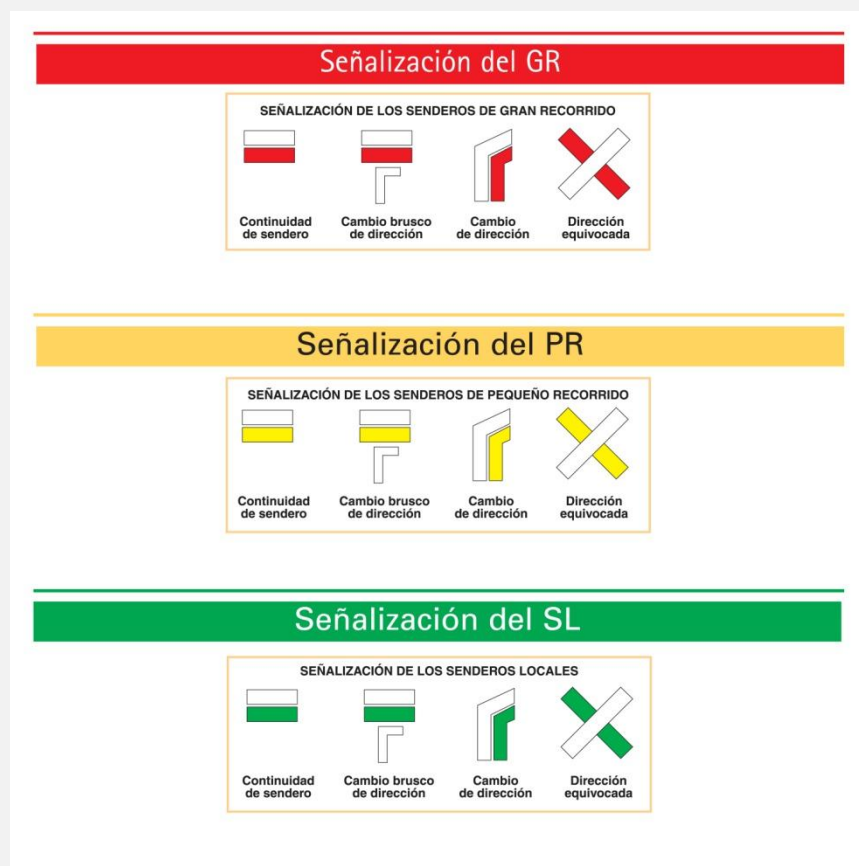 Señalización del GR
SEÑALIZACIÓN DE LOS SENDEROS DE GRAN RECORRIDO
Continuidad
de sendero
Cambio brusco
de dirección
Cambio
de dirección
Dirección
equivocada
Señalización del PR
SEÑALIZACIÓN DE LOS SENDEROS DE PEQUEÑO RECORRIDO
Continuidad
de sendero
Cambio brusco
de dirección
Cambio
de dirección
Dirección
equivocada
Señalización del SL
SEÑALIZACIÓN DE LOS SENDEROS LOCALES
Continuidad
de sendero
Cambio brusco
de dirección
Cambio
de dirección
Dirección
equivocada